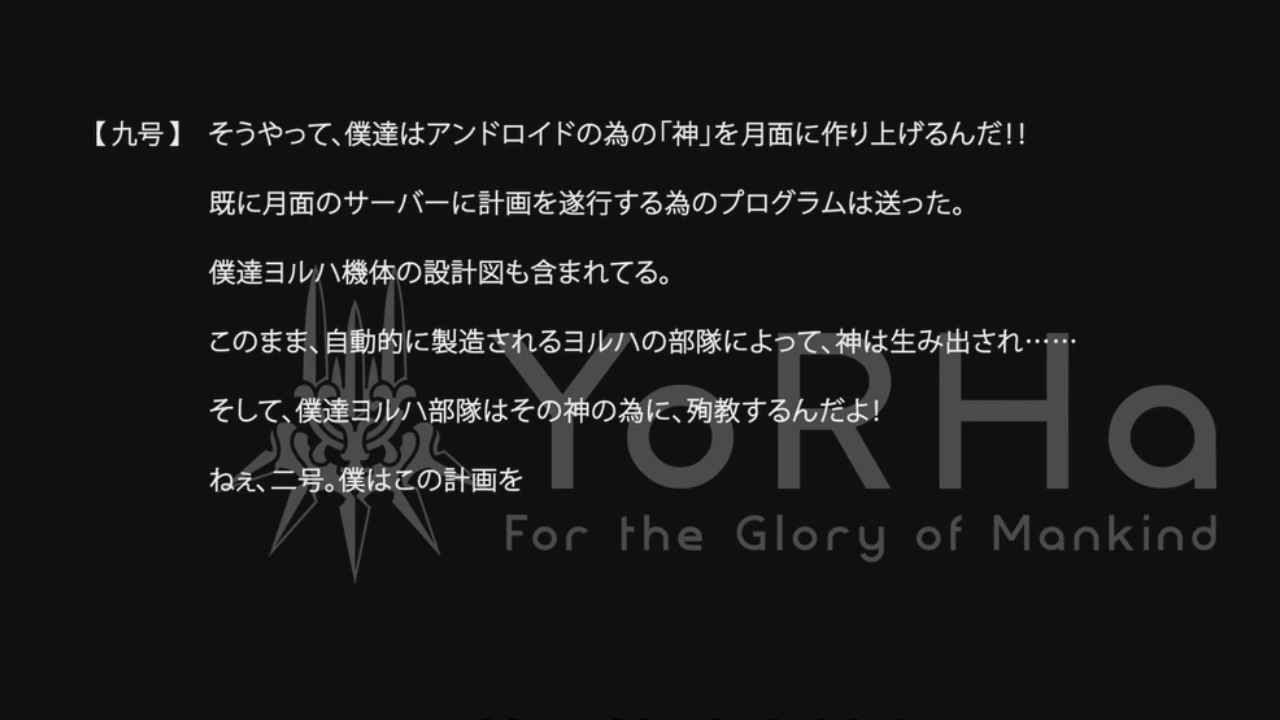 【九号】 そうやって、僕達はアンドロイドの為の「神」を月面に作り上げるんだ!!
既に月面のサーバーに計画を遂行する為のプログラムは送った。
僕達ヨルハ機体の設計図も含まれてる。
このまま、自動的に製造されるヨルハの部隊によって、神は生み出され……
そして、僕達ヨルハ部隊はその神の為に、殉教するんだよ!
ねぇ、二号。僕はこの計画を
YoRHa
For the Glory of Mankind